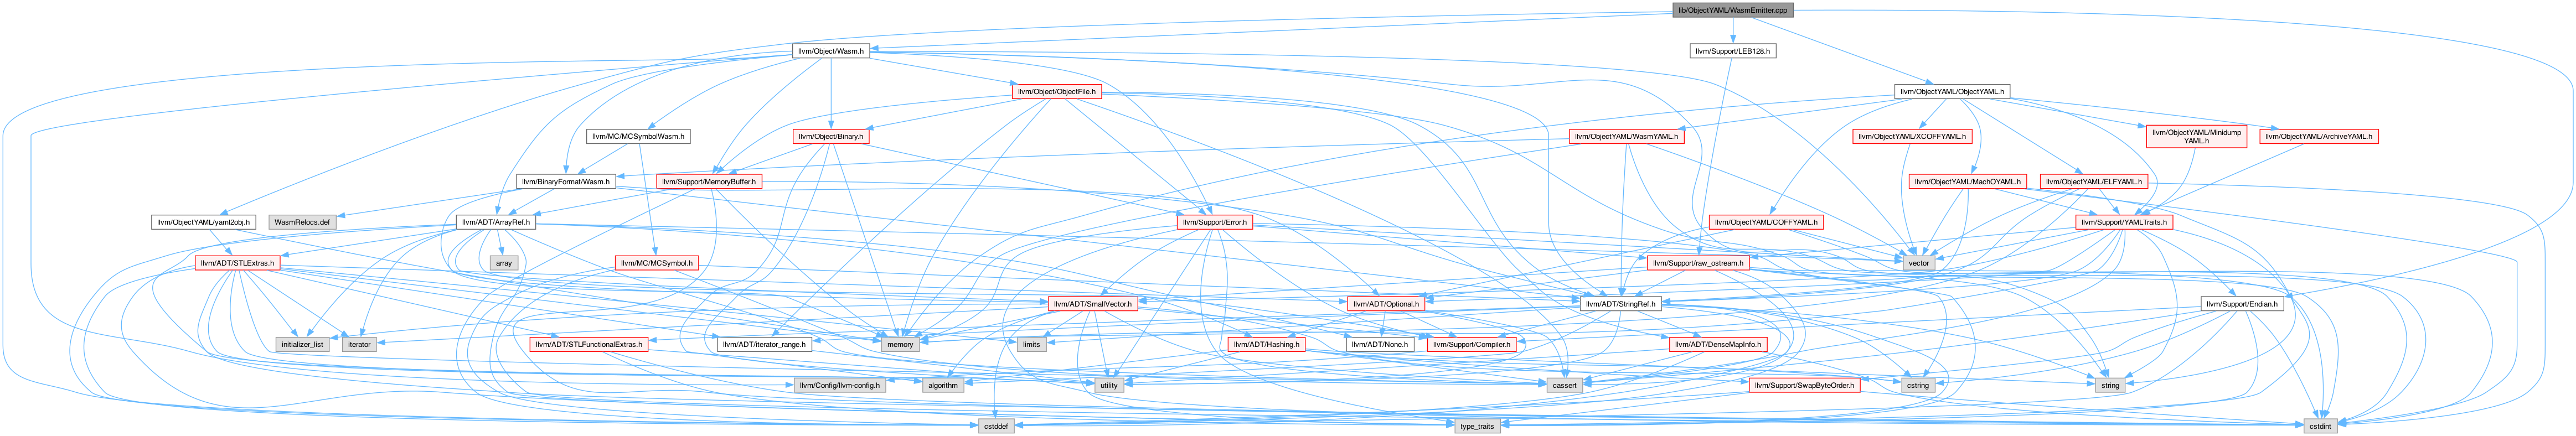 lib/ObjectYAML/WasmEmitter.cpp
llvm/Object/Wasm.h
llvm/Support/LEB128.h
llvm/Object/ObjectFile.h
llvm/ObjectYAML/ObjectYAML.h
llvm/MC/MCSymbolWasm.h
llvm/Object/Binary.h
llvm/ObjectYAML/WasmYAML.h
llvm/ObjectYAML/XCOFFYAML.h
llvm/ObjectYAML/Minidump
YAML.h
llvm/ObjectYAML/ArchiveYAML.h
llvm/BinaryFormat/Wasm.h
llvm/Support/MemoryBuffer.h
llvm/ObjectYAML/MachOYAML.h
llvm/ObjectYAML/ELFYAML.h
llvm/ObjectYAML/yaml2obj.h
WasmRelocs.def
llvm/ADT/ArrayRef.h
llvm/Support/Error.h
llvm/ObjectYAML/COFFYAML.h
llvm/Support/YAMLTraits.h
llvm/ADT/STLExtras.h
array
llvm/MC/MCSymbol.h
llvm/Support/raw_ostream.h
vector
llvm/ADT/SmallVector.h
llvm/ADT/Optional.h
llvm/ADT/StringRef.h
llvm/Support/Endian.h
initializer_list
iterator
llvm/ADT/STLFunctionalExtras.h
llvm/ADT/iterator_range.h
memory
limits
llvm/ADT/Hashing.h
llvm/ADT/None.h
llvm/Support/Compiler.h
llvm/ADT/DenseMapInfo.h
llvm/Config/llvm-config.h
algorithm
utility
cassert
llvm/Support/SwapByteOrder.h
cstring
string
cstddef
type_traits
cstdint